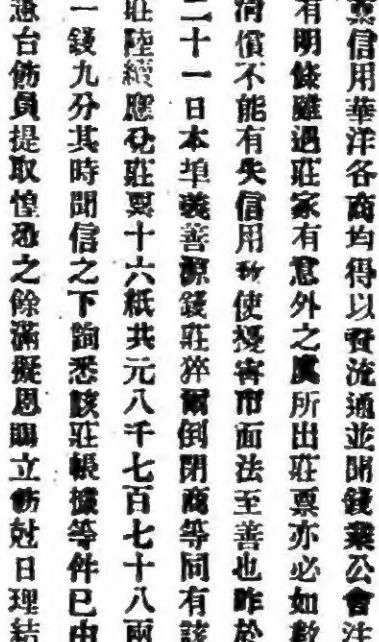 票信用華洋各商均得以資流通並開錢業公會注
有明條雖遇莊家有意外之虞所出莊票亦必如數
清償不能有失信用致使擾害市面法至善也昨於
二十一日本埠義善源錢莊猝爾倒閉商等同有該
莊陸續應兌莊票十六紙共元八千七百七十八兩
一錢九分其時聞信之下詢悉該莊帳據等件已由
憲台飭員提取惶恐之餘滿擬恩賜立飭尅日理結